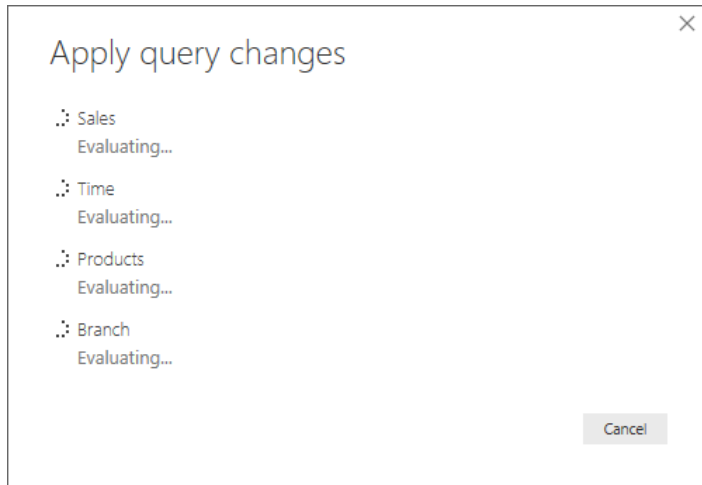 Apply query changes
Sales
Evaluating...
Time
Evaluating...
Products
Evaluating...
Branch
Evaluating...
Cancel